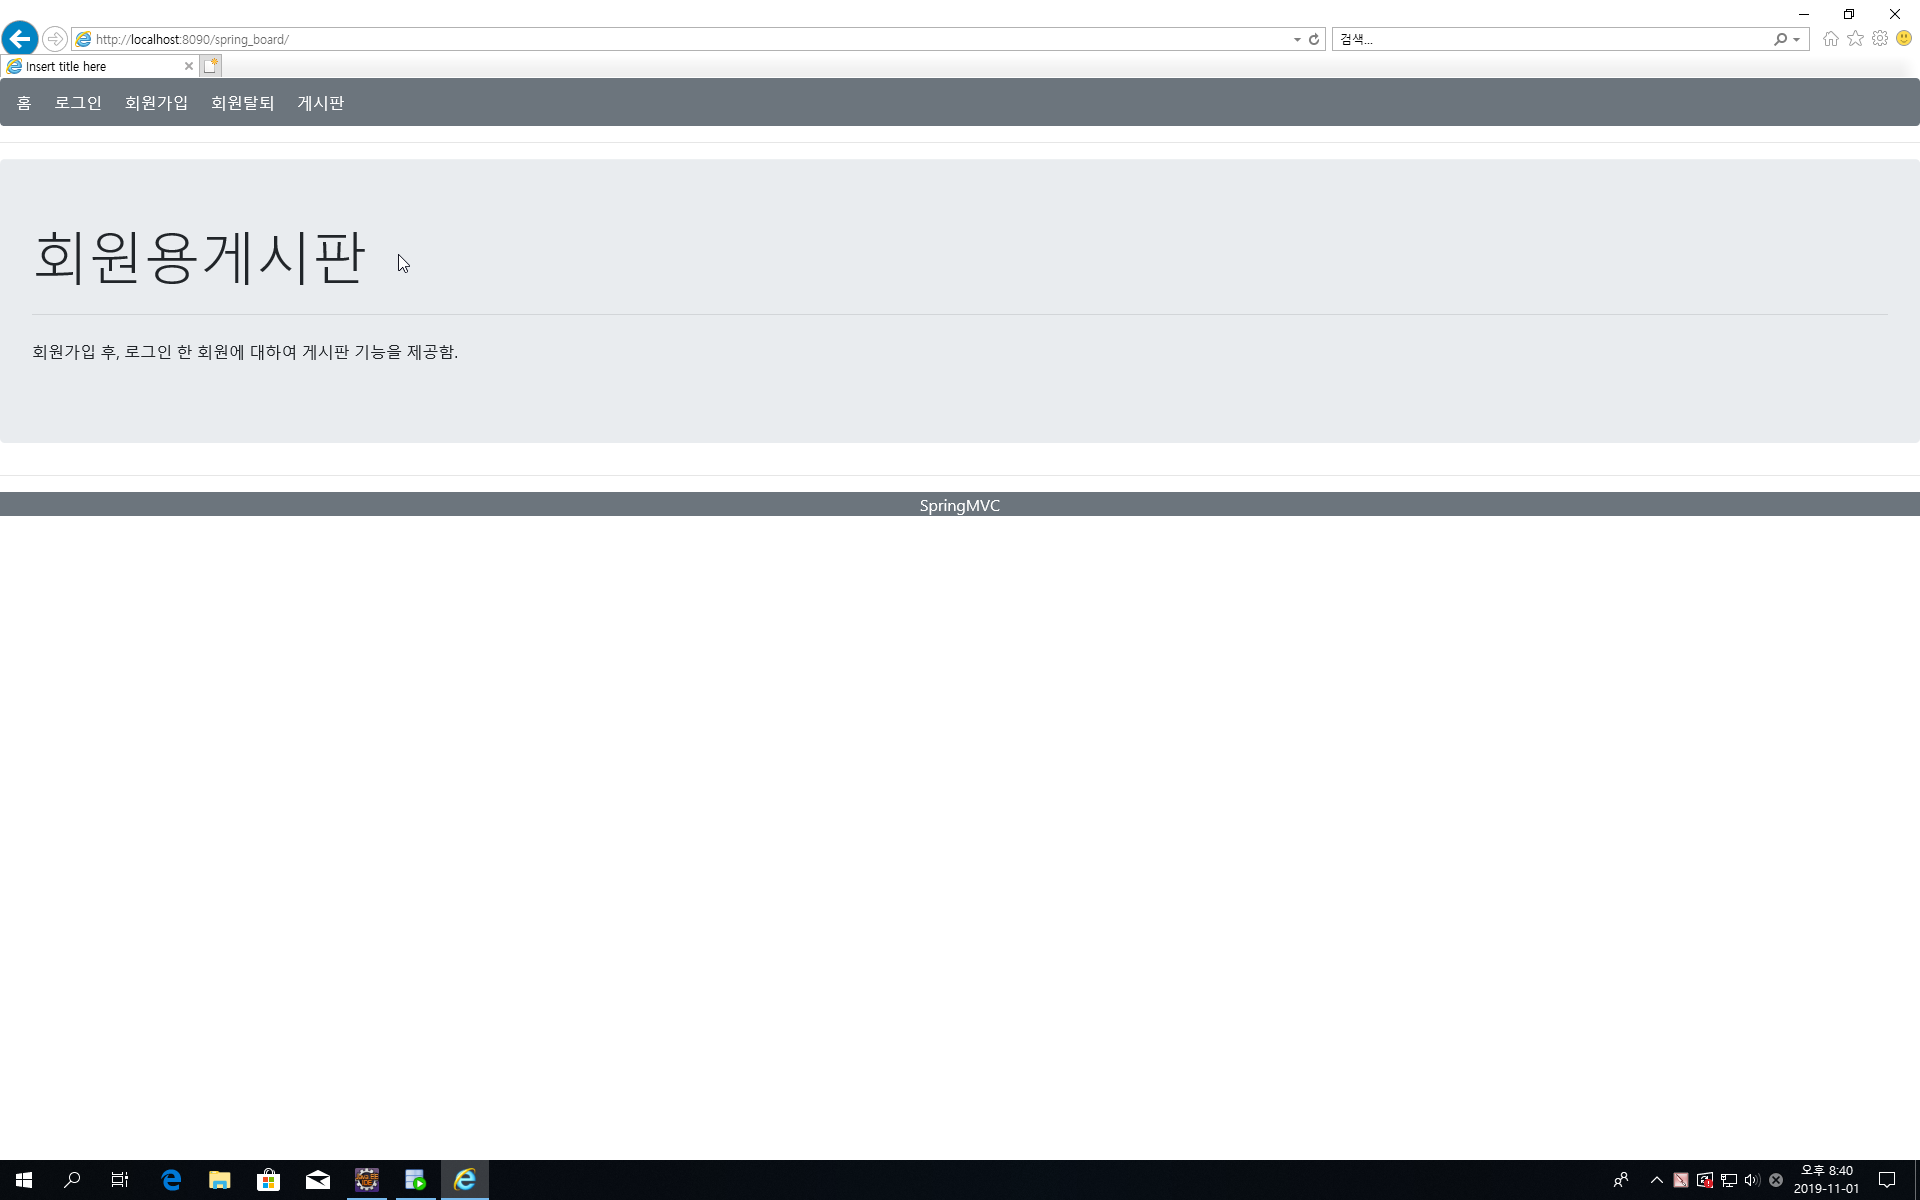 http://localhost:8090/spring_board/
검색...
Insert title here
홈 로그인 회원가입 회원탈퇴 게시판
회원용게시판
회원가입 후, 로그인 한 회원에 대하여 게시판 기능을 제공함.
SpringMVC
오후 8:40
2019-11-01